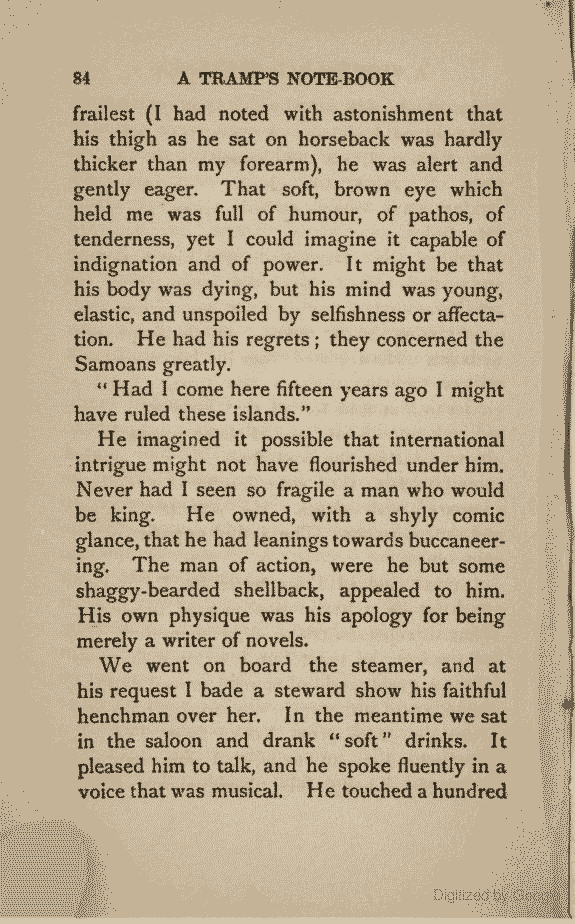 84 A TRAMP'S NOTE-BOOK
frailest (I had noted with astonishment that
his thigh as he sat on horseback was hardly
thicker than my forearm), he was alert and
gently eager. That soft, brown eye which
held me was full of humour, of pathos, of
tenderness, yet I could imagine it capable of
indignation and of power. It might be that
his body was dying, but his mind was young,
elastic, and unspoiled by selfishness or affecta-
tion. He had his regrets; they concerned the
Samoans greatly.
"Had I come here fifteen years ago I might
have ruled these islands."
He imagined it possible that international
intrigue might not have flourished under him.
Never had I seen so fragile a man who would
be king. He owned, with a shyly comic
glance, that he had leanings towards buccaneer-
ing. The man of action, were he but some
shaggy-bearded shellback, appealed to him.
His own physique was his apology for being
merely a writer of novels.
We went on board the steamer, and at
his request I bade a steward show his faithful
henchman over her. In the meantime we sat
in the saloon and drank "soft" drinks. It
pleased him to talk, and he spoke fluently in a
voice that was musical. He touched a hundred
Digitized by Google